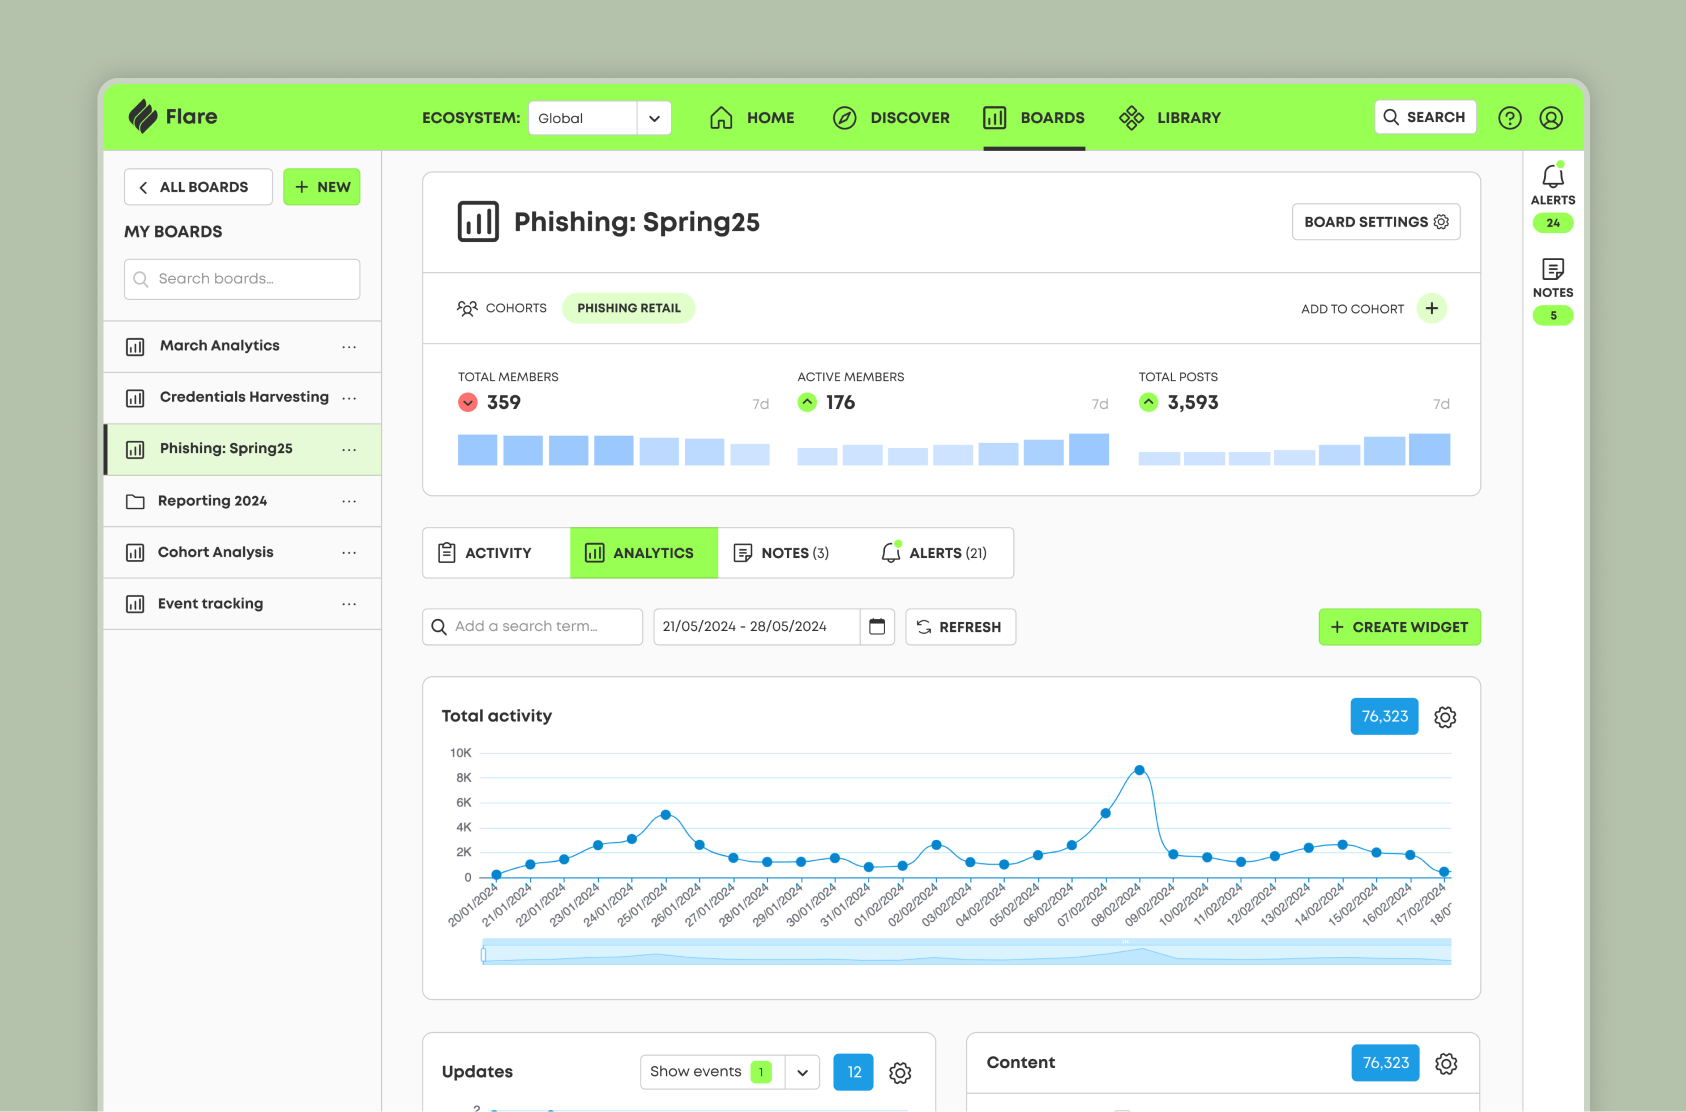 Flare
ECOSYSTEM: Global
HOME
DISCOVER
BOARDS
LIBRARY
SEARCH
ALL BOARDS
+ NEW
MY BOARDS
Search boards...
March Analytics
Credentials Harvesting
Phishing: Spring25
Reporting 2024
Cohort Analysis
Event tracking
Phishing: Spring25
BOARD SETTINGS
COHORTS
PHISHING RETAIL
ADD TO COHORT +
TOTAL MEMBERS
359
7d
ACTIVE MEMBERS
176
7d
TOTAL POSTS
3,593
7d
ACTIVITY
ANALYTICS
NOTES (3)
ALERTS (21)
Add a search term...
21/05/2024 - 28/05/2024
REFRESH
+ CREATE WIDGET
Total activity
76,323
10K
8K
6K
4K
2K
0
20/01/2024
21/01/2024
22/01/2024
23/01/2024
24/01/2024
25/01/2024
26/01/2024
27/01/2024
28/01/2024
29/01/2024
30/01/2024
31/01/2024
01/02/2024
02/02/2024
03/02/2024
04/02/2024
05/02/2024
06/02/2024
07/02/2024
08/02/2024
09/02/2024
10/02/2024
11/02/2024
12/02/2024
13/02/2024
14/02/2024
15/02/2024
16/02/2024
17/02/2024
Updates
Show events 1
12
2
Content
76,323
ALERTS
24
NOTES
5